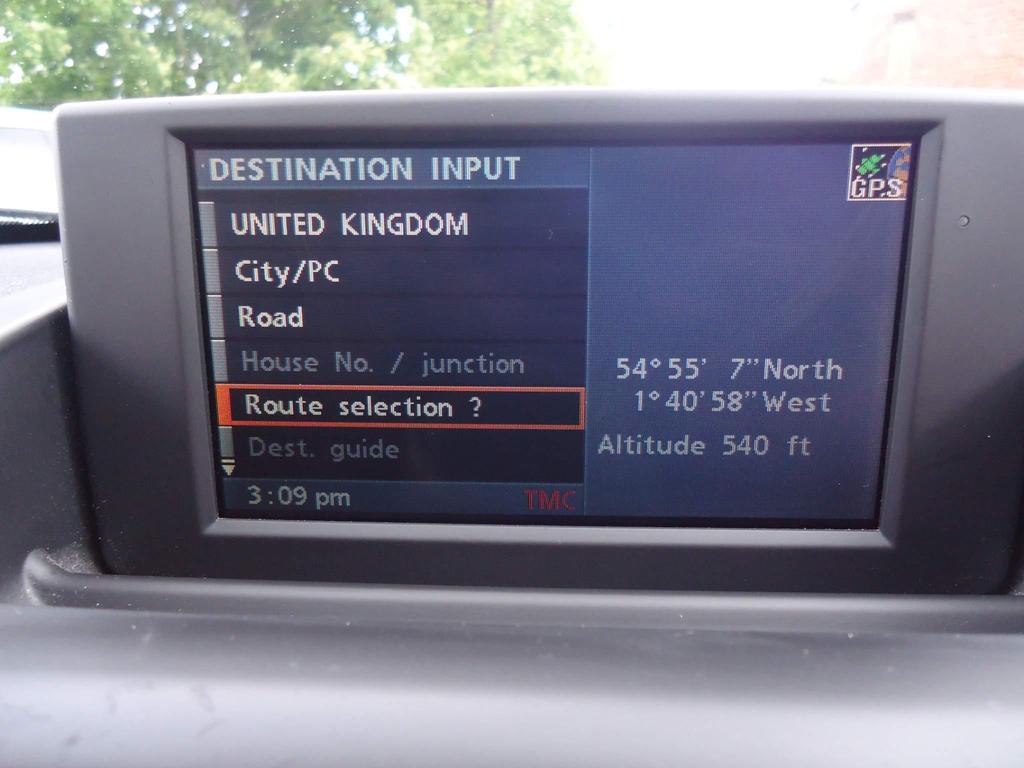 DESTINATION INPUT
GPS
UNITED KINGDOM
City/PC
Road
House No. / junction
Route selection ?
Dest. guide
3:09 pm
TMC
54°55' 7"North
1°40'58"West
Altitude 540 ft